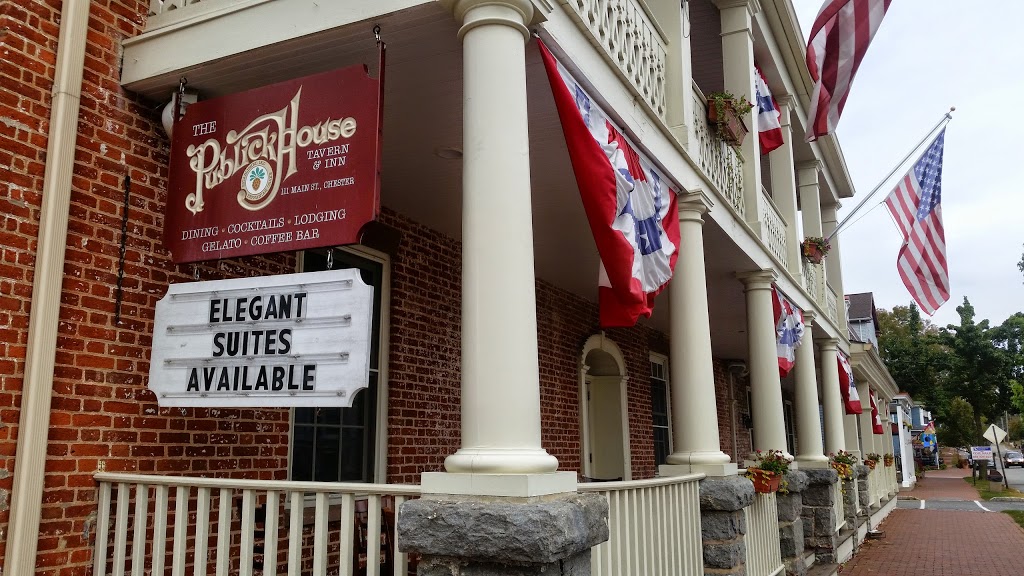 THE
PublickHouse
TAVERN
& INN
111 MAIN ST., CHESTER
DINING • COCKTAILS • LODGING
GELATO • COFFEE BAR
ELEGANT
SUITES
AVAILABLE